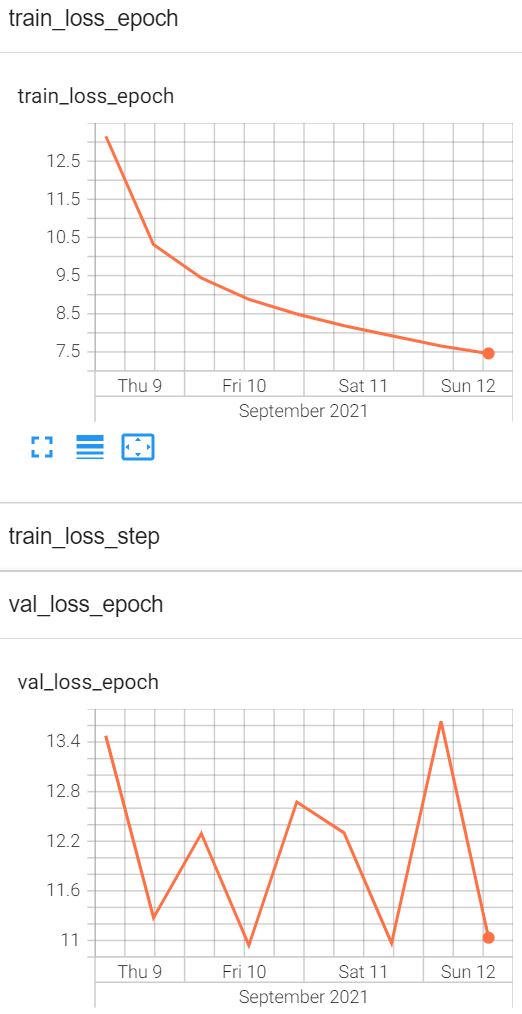 train_loss_epoch
train_loss_epoch
12.5
11.5
10.5
9.5
8.5
7.5
Thu 9 Fri 10 Sat 11 Sun 12
September 2021
train_loss_step
val_loss_epoch
val_loss_epoch
13.4
12.8
12.2
11.6
11
Thu 9 Fri 10 Sat 11 Sun 12
September 2021